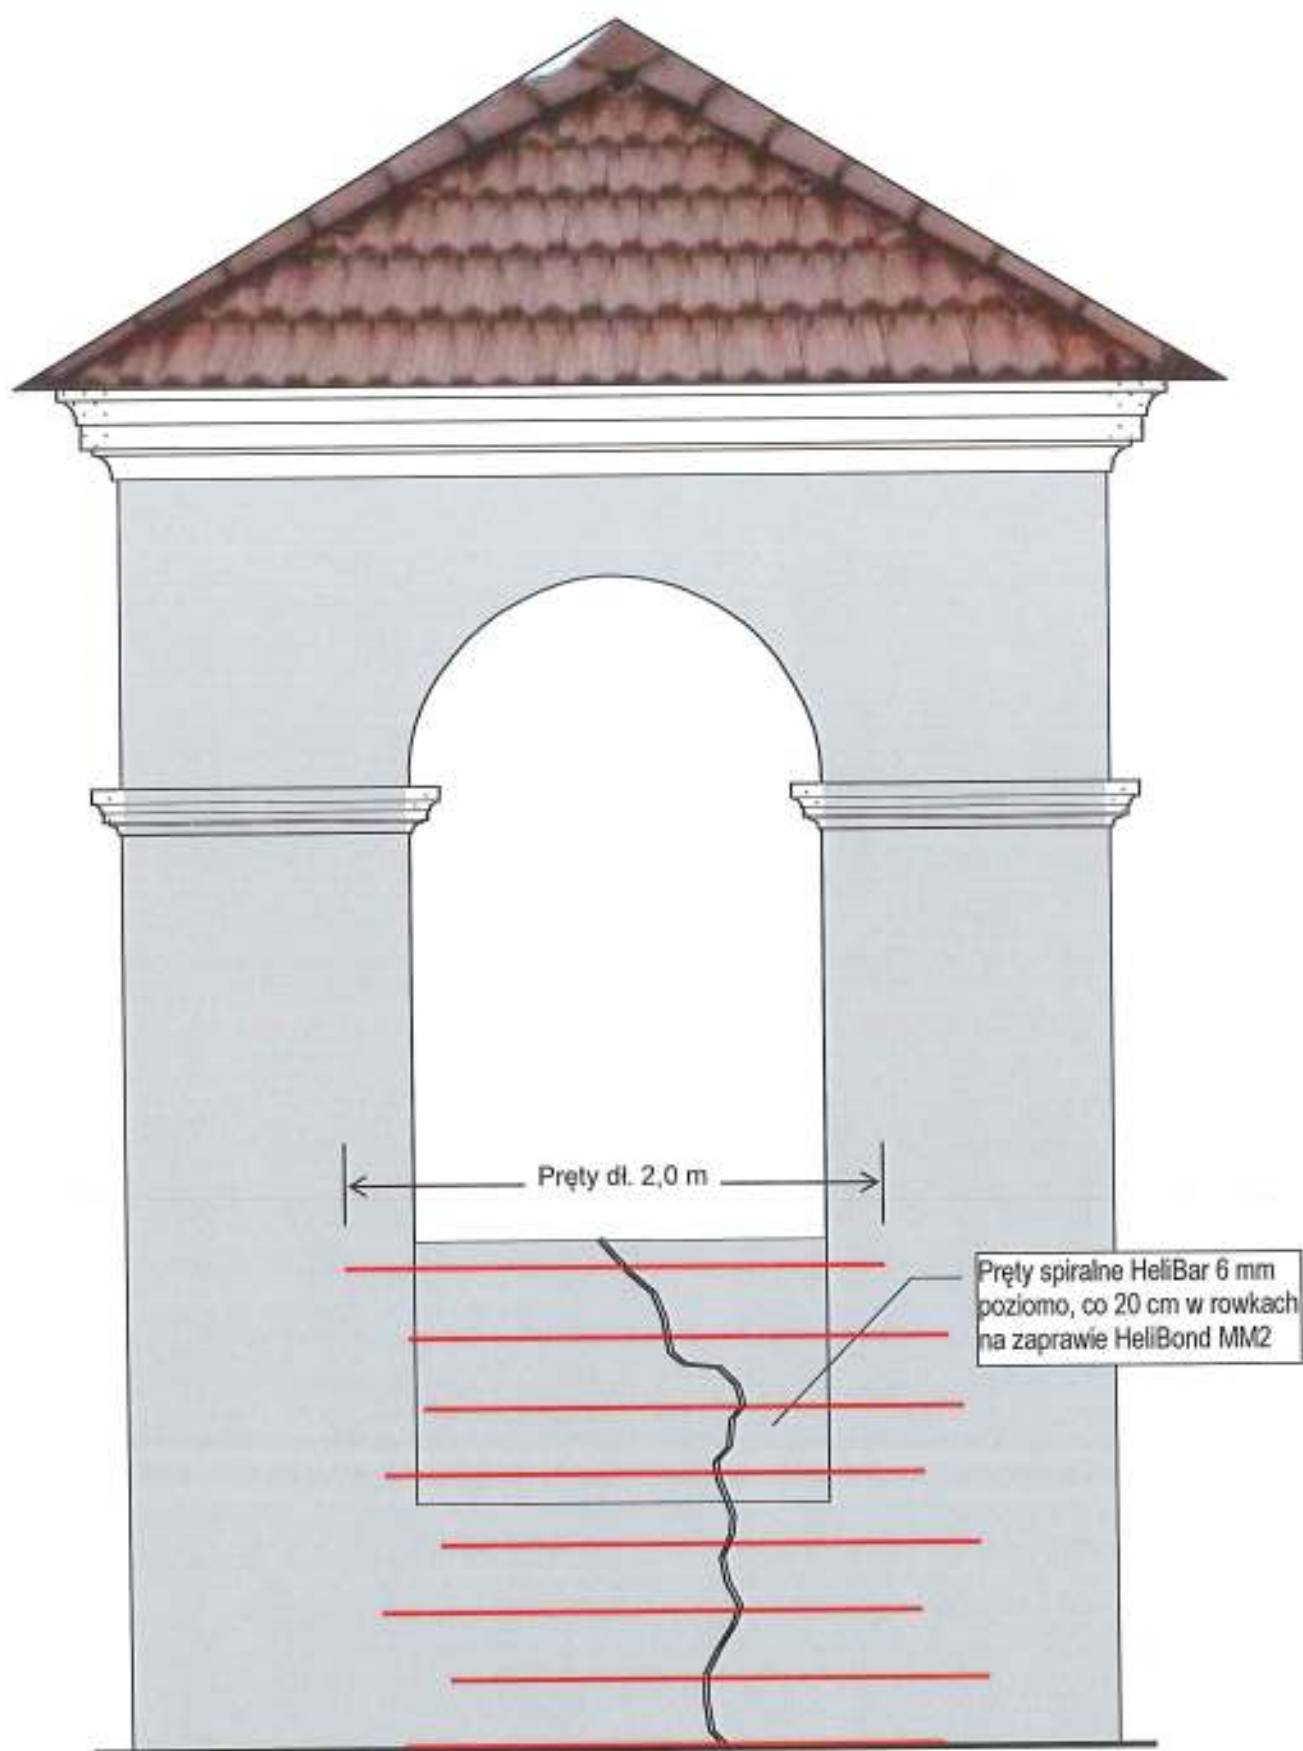 Pręty dł. 2,0 m
Pręty spiralne HeliBar 6 mm
poziomo, co 20 cm w rowkach
na zaprawie HeliBond MM2